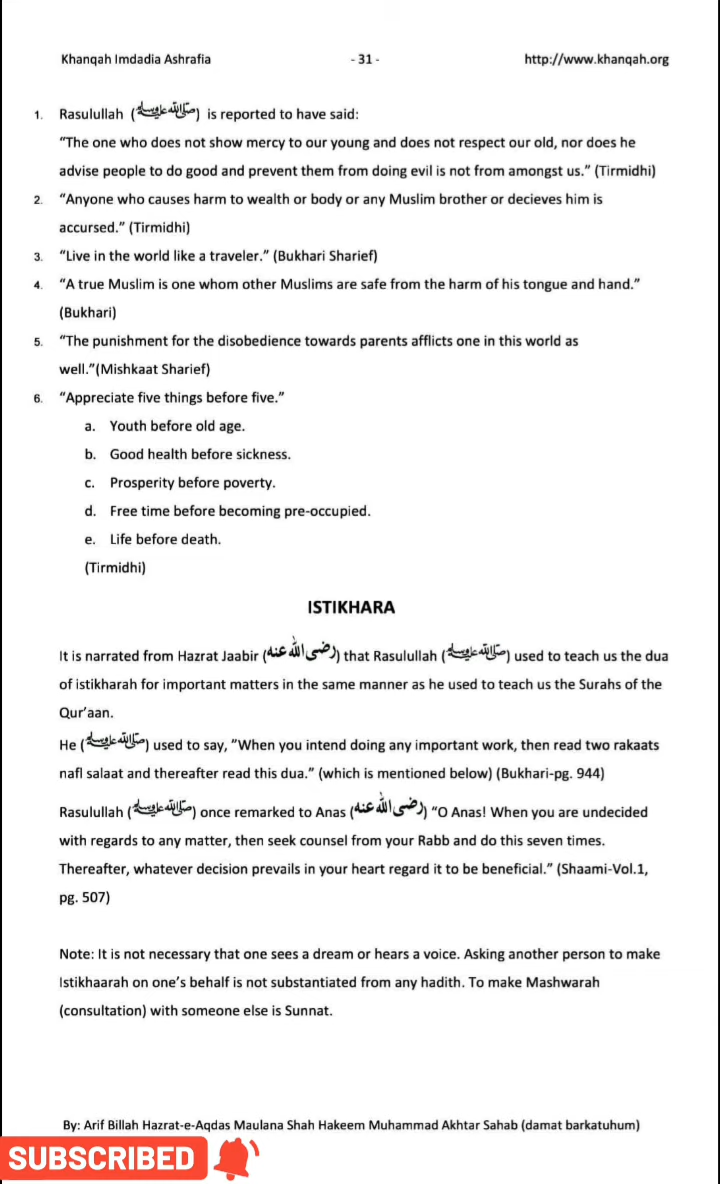 Khanqah Imdadia Ashrafia - 31 - http://www.khanqah.org
1. Rasulullah (صلى الله عليه وسلم) is reported to have said:
“The one who does not show mercy to our young and does not respect our old, nor does he
advise people to do good and prevent them from doing evil is not from amongst us.” (Tirmidhi)
2. “Anyone who causes harm to wealth or body or any Muslim brother or decieves him is
accursed.” (Tirmidhi)
3. “Live in the world like a traveler.” (Bukhari Sharief)
4. “A true Muslim is one whom other Muslims are safe from the harm of his tongue and hand.”
(Bukhari)
5. “The punishment for the disobedience towards parents afflicts one in this world as
well.”(Mishkaat Sharief)
6. “Appreciate five things before five.”
a. Youth before old age.
b. Good health before sickness.
c. Prosperity before poverty.
d. Free time before becoming pre-occupied.
e. Life before death.
(Tirmidhi)
ISTIKHARA
It is narrated from Hazrat Jaabir (رضى الله عنه) that Rasulullah (صلى الله عليه وسلم) used to teach us the dua
of istikharah for important matters in the same manner as he used to teach us the Surahs of the
Qur’aan.
He (صلى الله عليه وسلم) used to say, ”When you intend doing any important work, then read two rakaats
nafl salaat and thereafter read this dua.” (which is mentioned below) (Bukhari-pg. 944)
Rasulullah (صلى الله عليه وسلم) once remarked to Anas (رضى الله عنه) “O Anas! When you are undecided
with regards to any matter, then seek counsel from your Rabb and do this seven times.
Thereafter, whatever decision prevails in your heart regard it to be beneficial.” (Shaami-Vol.1,
pg. 507)
Note: It is not necessary that one sees a dream or hears a voice. Asking another person to make
Istikhaarah on one’s behalf is not substantiated from any hadith. To make Mashwarah
(consultation) with someone else is Sunnat.
By: Arif Billah Hazrat-e-Aqdas Maulana Shah Hakeem Muhammad Akhtar Sahab (damat barkatuhum)
SUBSCRIBED